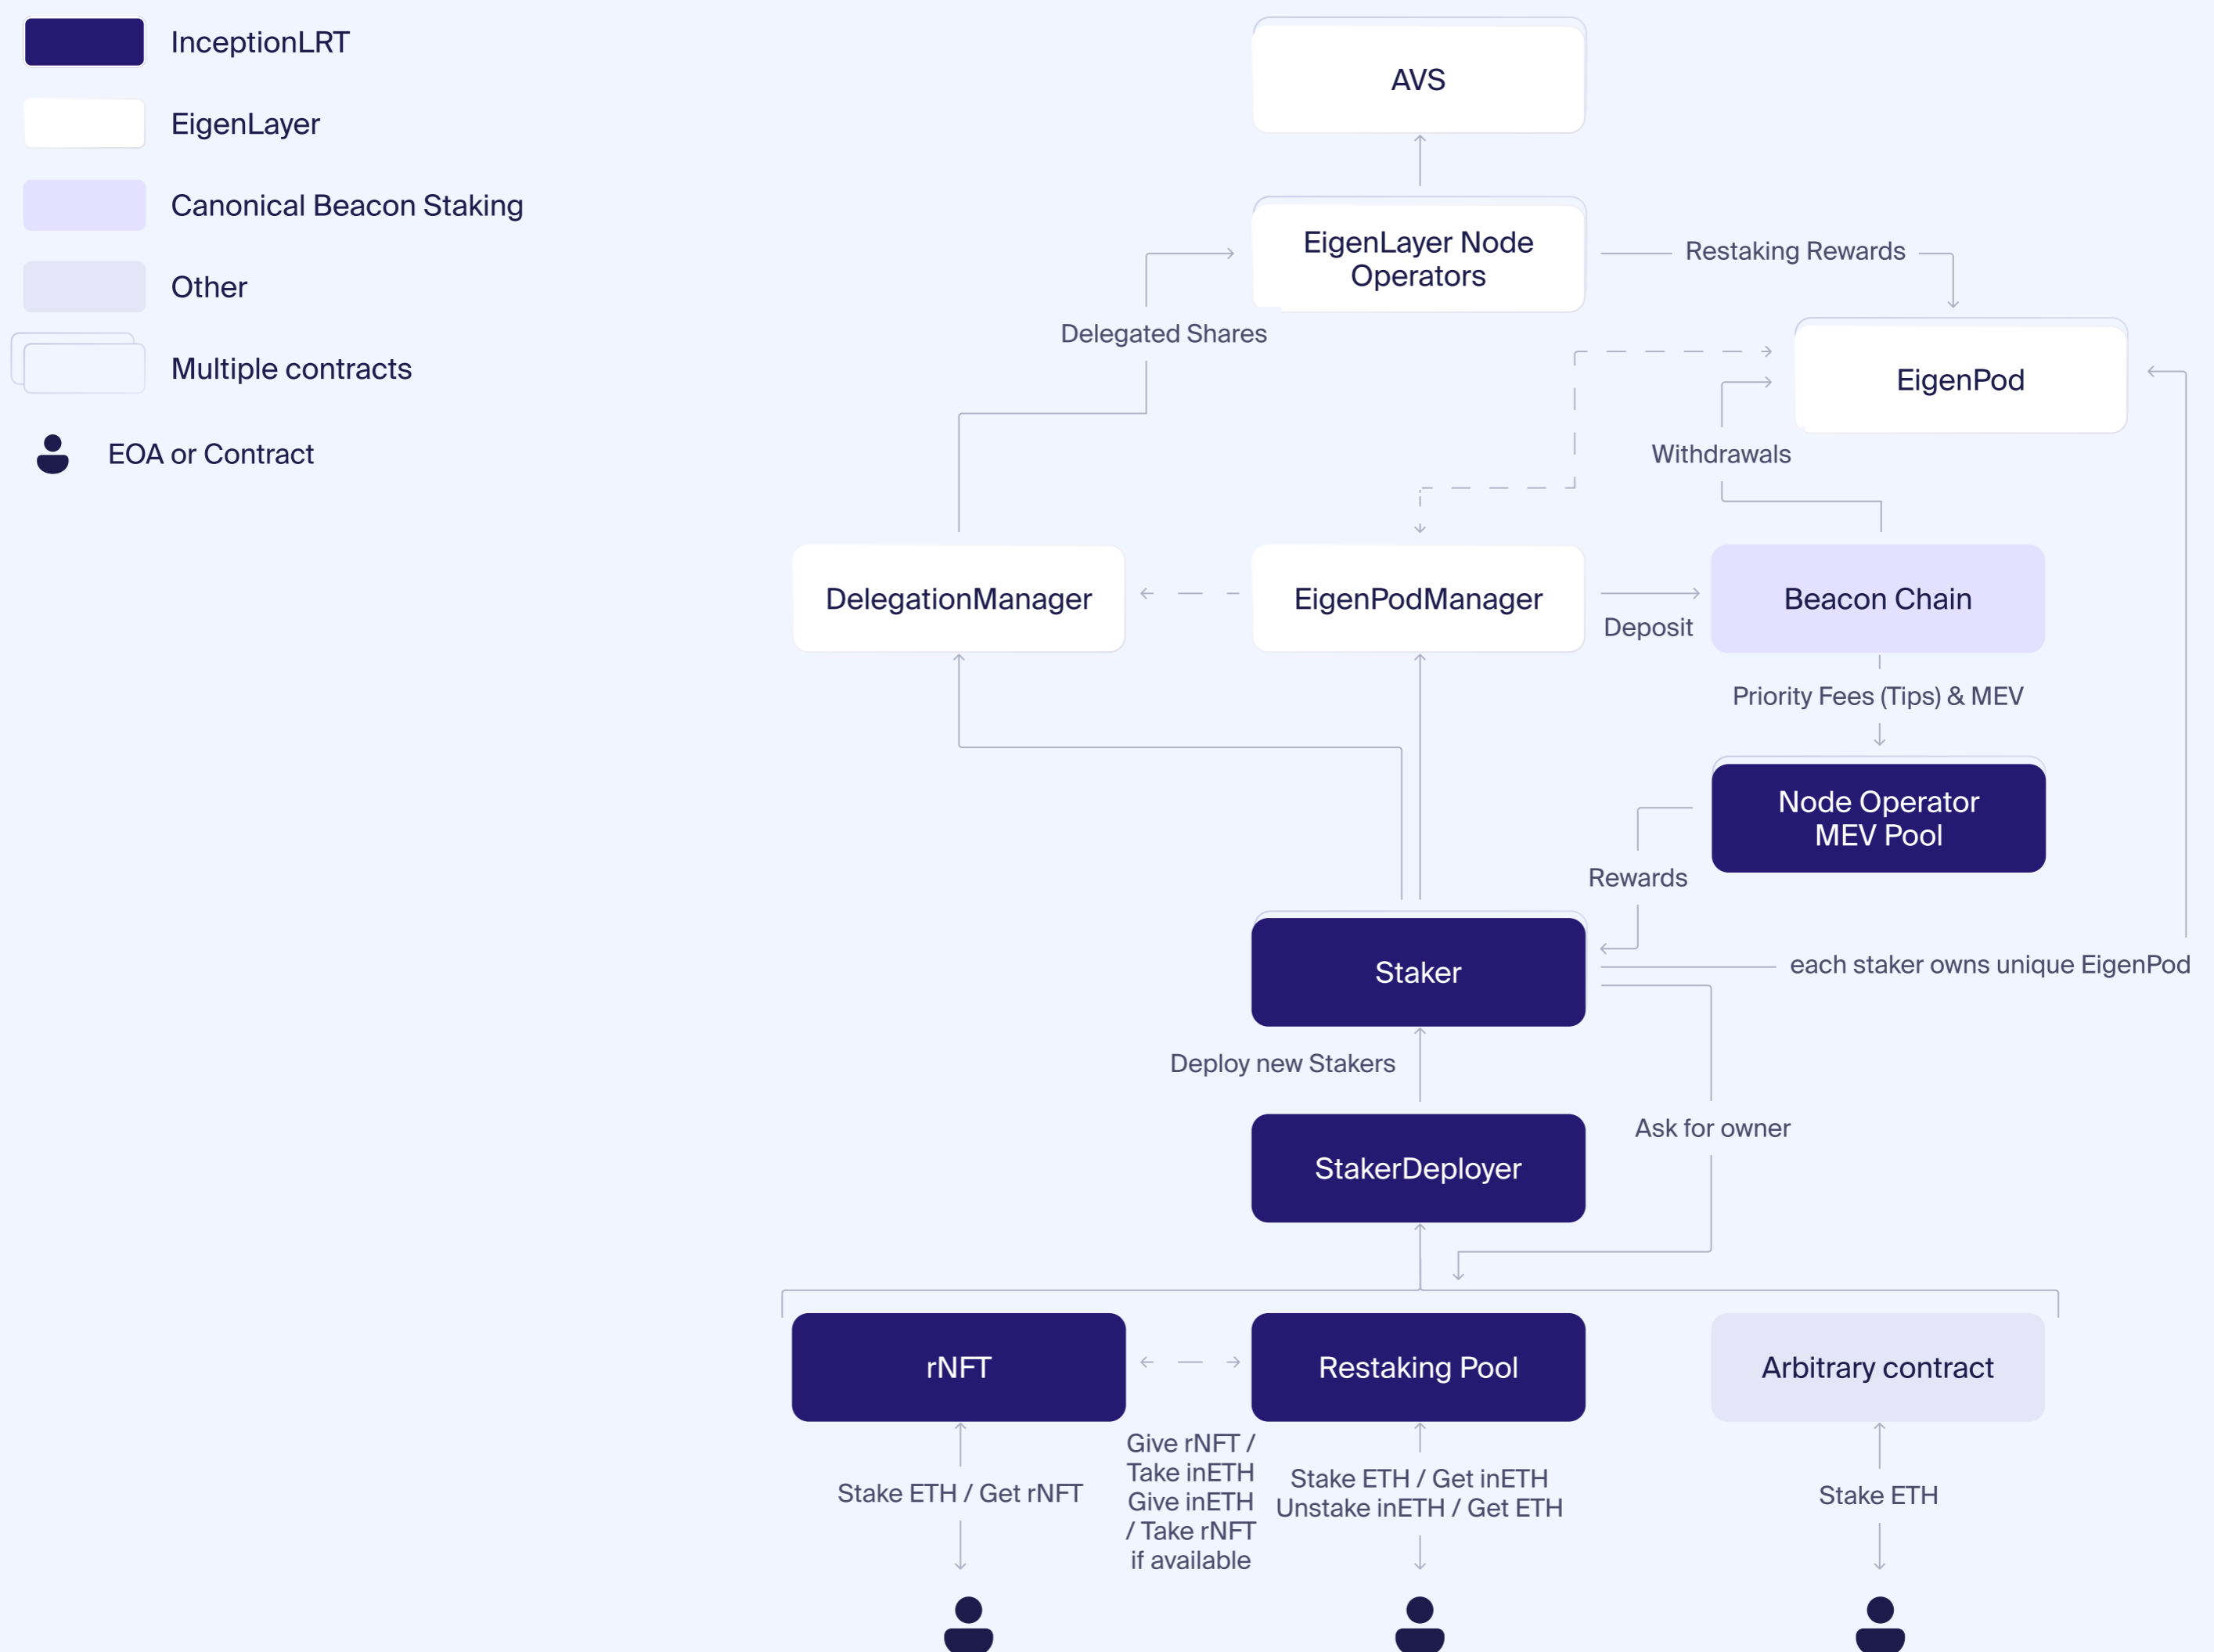 InceptionLRT
EigenLayer
Canonical Beacon Staking
Other
Multiple contracts
EOA or Contract
AVS
EigenLayer Node
Operators
Restaking Rewards
Delegated Shares
EigenPod
Withdrawals
DelegationManager
EigenPodManager
Deposit
Beacon Chain
Priority Fees (Tips) & MEV
Node Operator
MEV Pool
Rewards
Staker
each staker owns unique EigenPod
Deploy new Stakers
Ask for owner
StakerDeployer
rNFT
Restaking Pool
Arbitrary contract
Stake ETH / Get rNFT
Give rNFT /
Take inETH
Give inETH
/ Take rNFT
if available
Stake ETH / Get inETH
Unstake inETH / Get ETH
Stake ETH